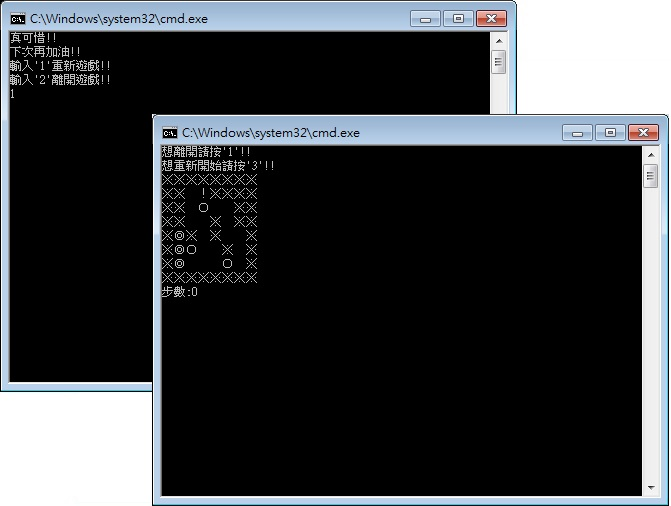 C:\Windows\system32\cmd.exe
真可惜!!
下次再加油!!
輸入'1'重新遊戲!!
輸入'2'離開遊戲!!
1
C:\Windows\system32\cmd.exe
想離開請按'1'!!
想重新開始請按'3'!!
╳╳╳╳╳╳╳╳
╳╳ !╳╳╳╳
╳╳ ○  ╳╳
╳╳  ╳ ╳╳
╳◎╳ ╳  ╳
╳◎○  ╳ ╳
╳◎   ○ ╳
╳╳╳╳╳╳╳╳
步數:0